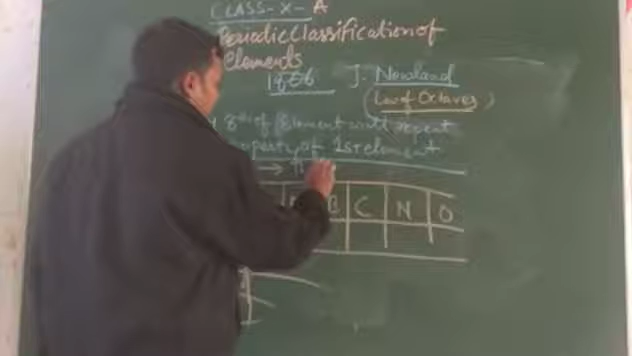 CLASS-X-A
Periodic Classification of
Elements
1866 J. Newland
(Law of Octaves)
8th of Element will repeat
property of 1st element
→
B C N O